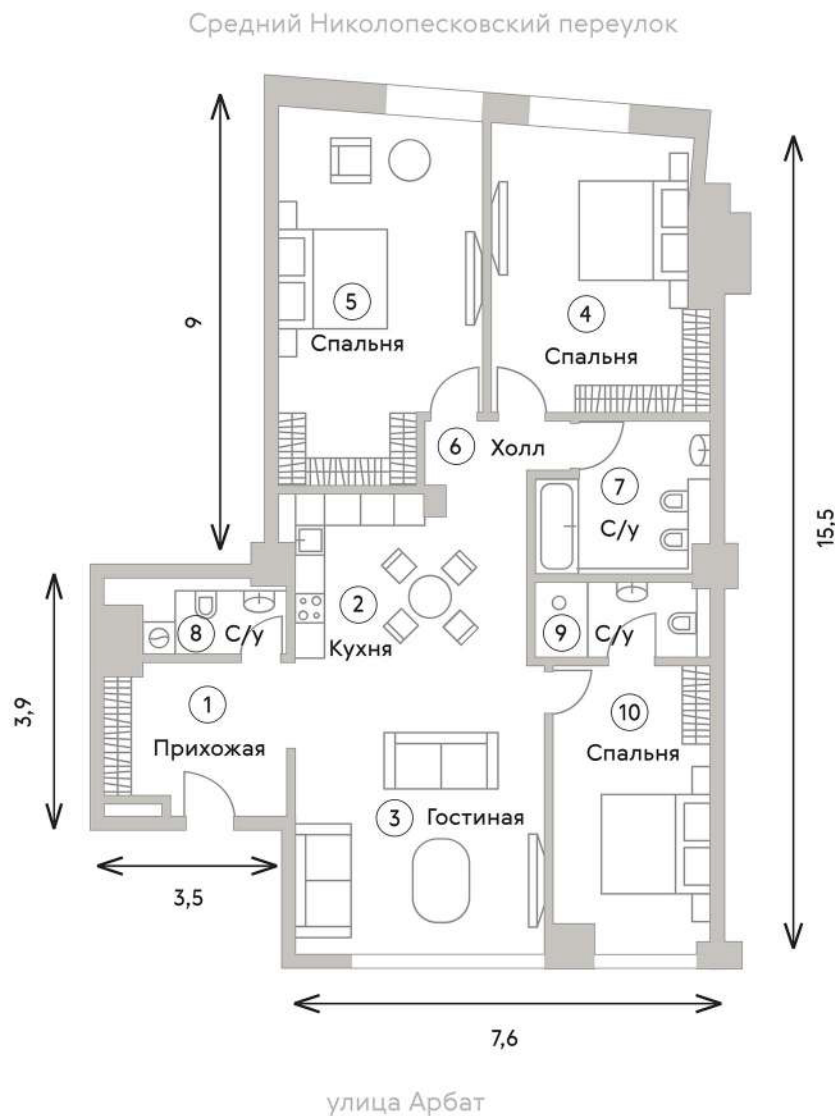 Средний Николопесковский переулок
9
5
Спальня
4
Спальня
6 Холл
7
С/у
15,5
2
Кухня
8 С/у
9 С/у
3,9
1
Прихожая
10
Спальня
3 Гостиная
3,5
7,6
улица Арбат